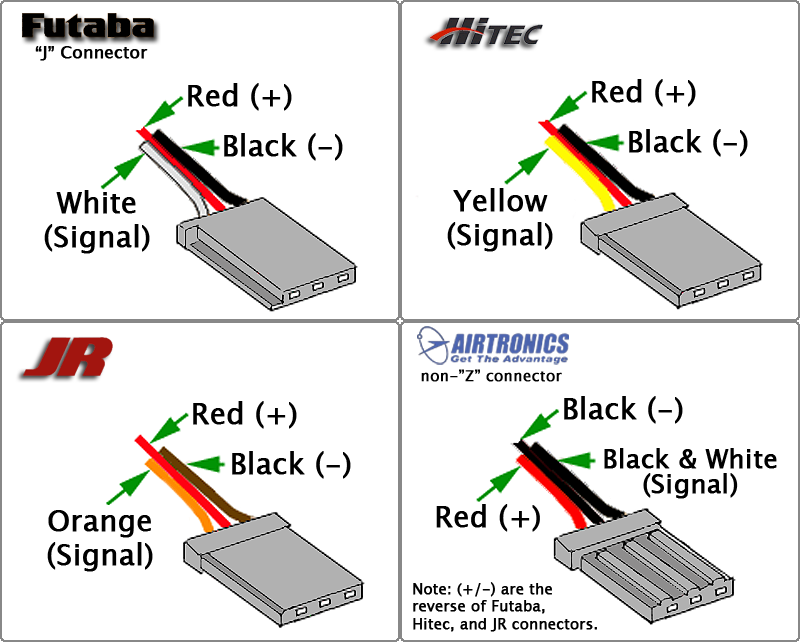 Futaba
"J" Connector
Red (+)
Black (-)
White
(Signal)
HiTEC
Red (+)
Black (-)
Yellow
(Signal)
JR
Red (+)
Black (-)
Orange
(Signal)
AIRTRONICS
Get The Advantage
non-"Z" connector
Black (-)
Black & White
(Signal)
Red (+)
Note: (+/-) are the
reverse of Futaba,
Hitec, and JR connectors.